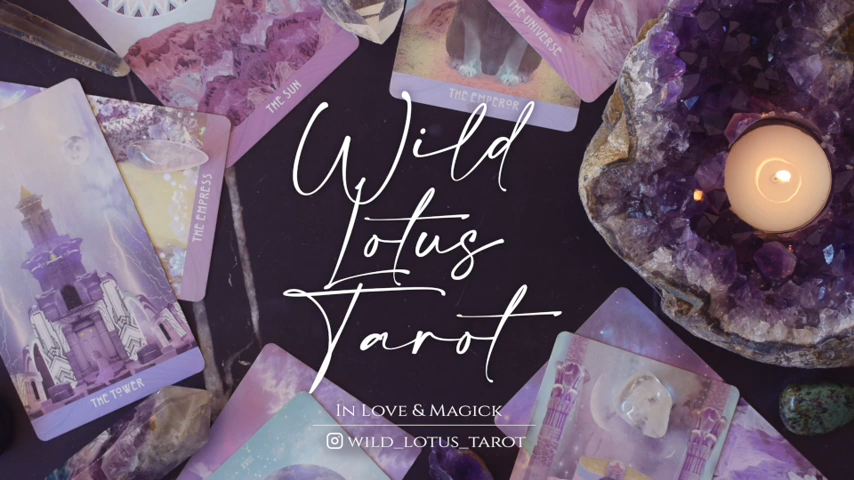 THE SUN
THE EMPEROR
THE UNIVERSE
THE EMPRESS
THE TOWER
Wild
Lotus
Tarot
In Love & Magick
wild_lotus_tarot